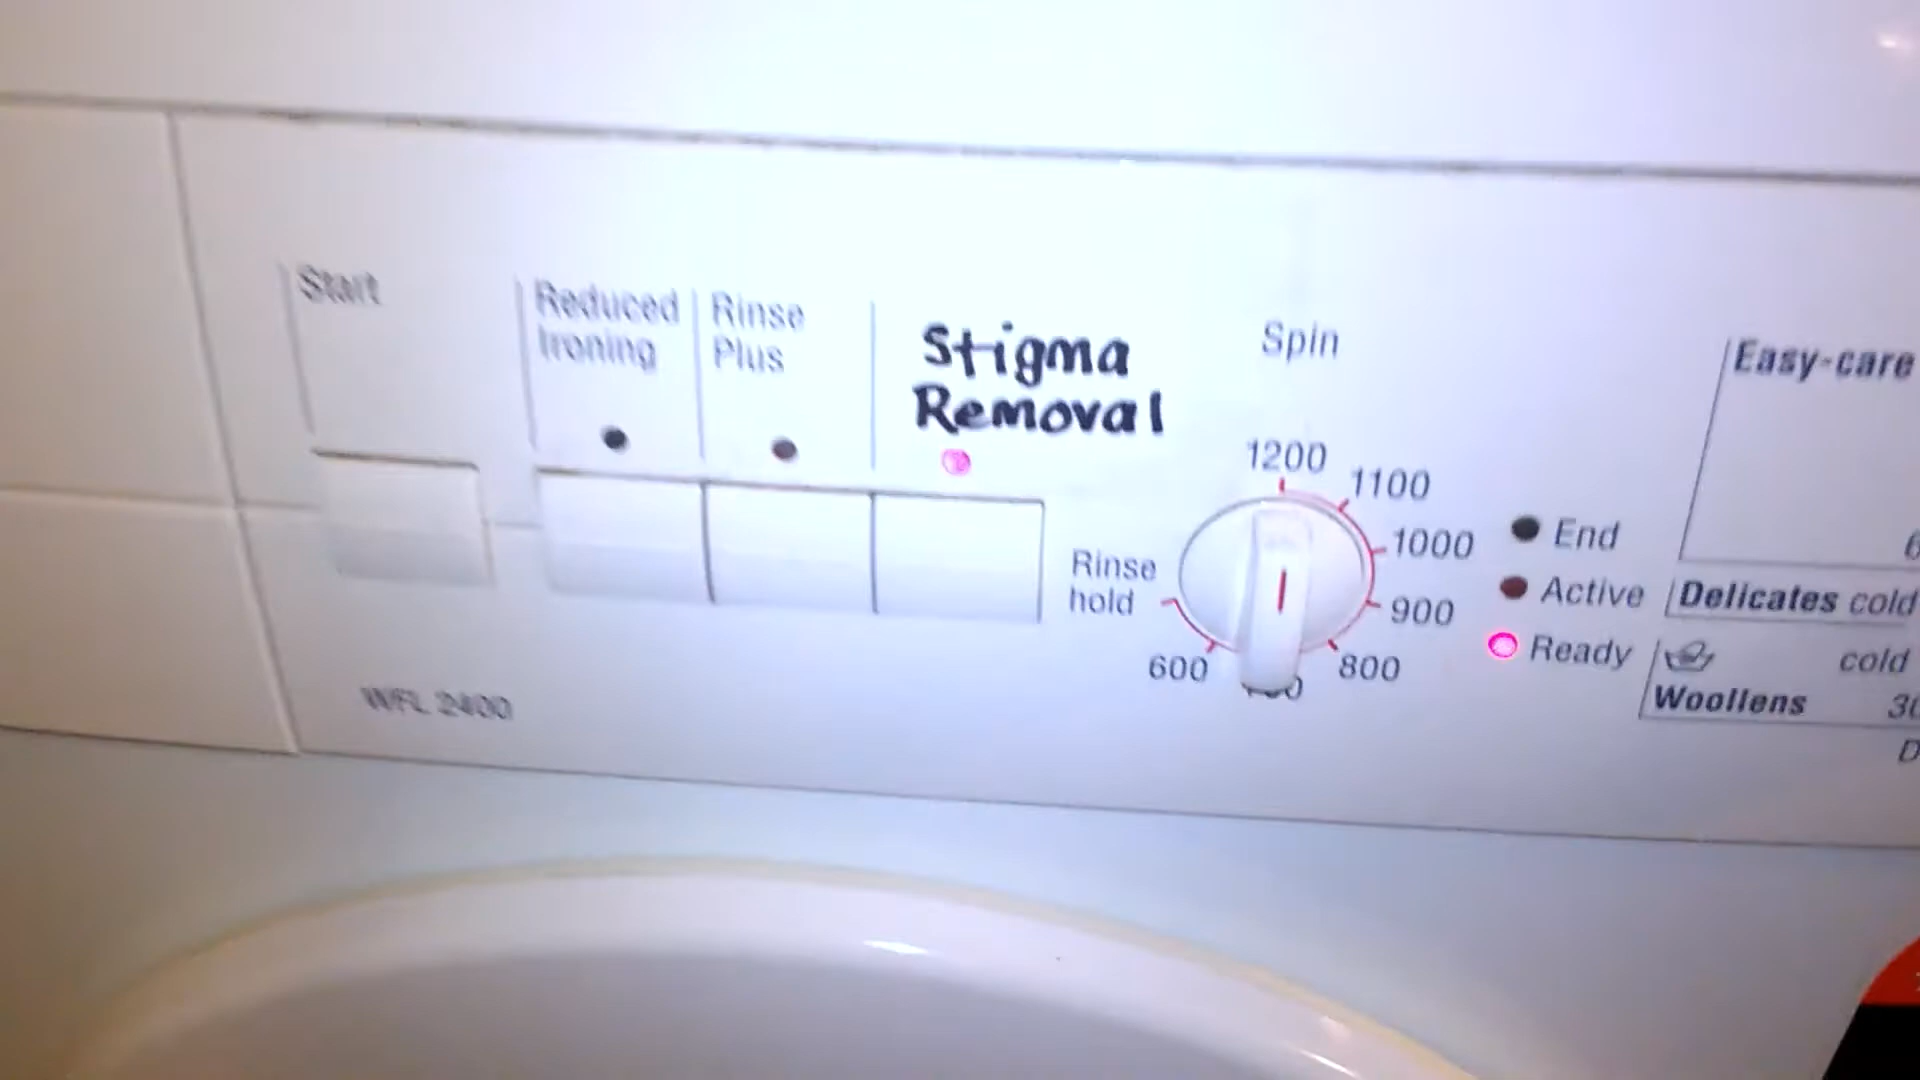 Start
Reduced
Ironing
Rinse
Plus
Stigma
Removal
Spin
1200
1100
1000
900
800
600
Rinse
hold
End
Active
Ready
Easy-care
Delicates cold
cold
Woollens
WFL 2400